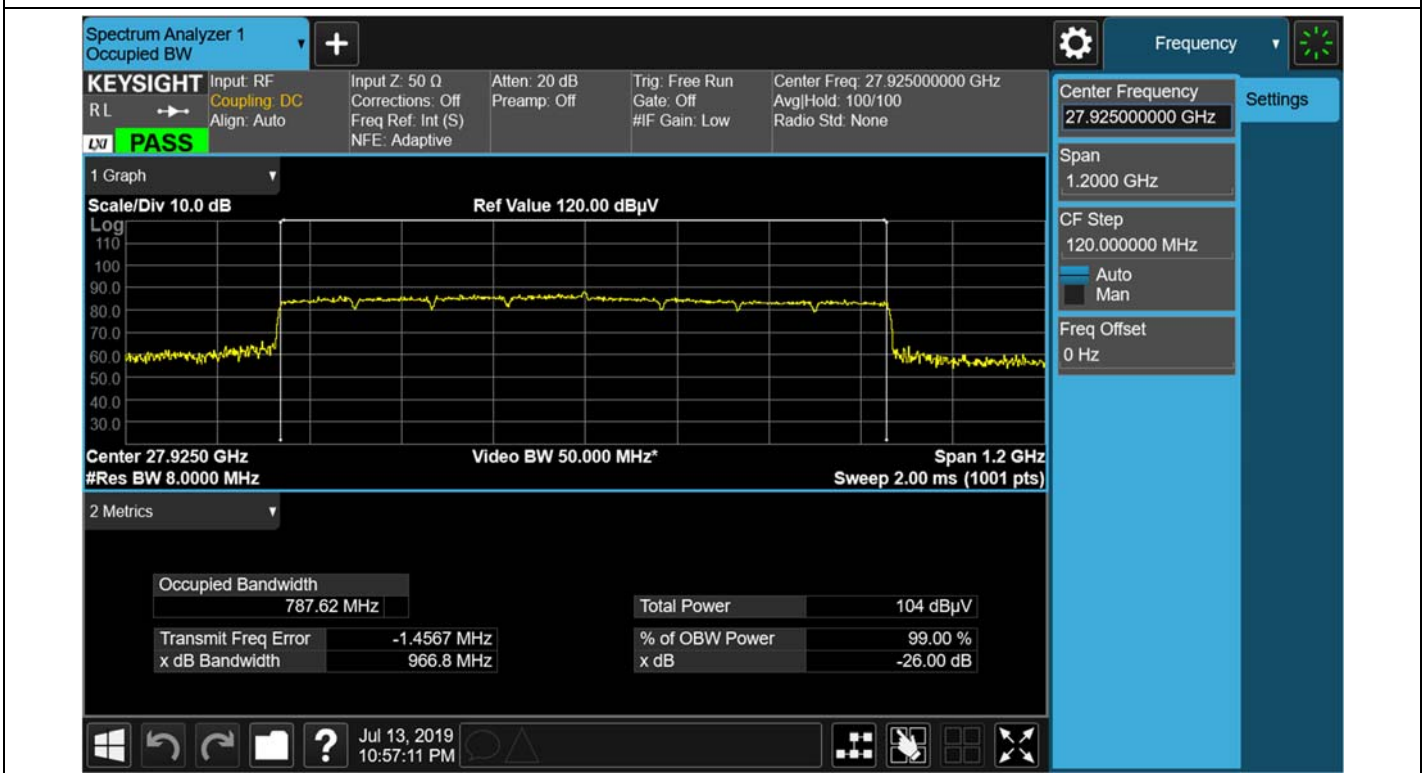 Spectrum Analyzer 1
Occupied BW
Frequency
KEYSIGHT
RL
LXI
PASS
Input: RF
Coupling: DC
Align: Auto
Input Z: 50 Ω
Corrections: Off
Freq Ref: Int (S)
NFE: Adaptive
Atten: 20 dB
Preamp: Off
Trig: Free Run
Gate: Off
#IF Gain: Low
Center Freq: 27.925000000 GHz
Avg|Hold: 100/100
Radio Std: None
Center Frequency
27.925000000 GHz
Settings
Span
1.2000 GHz
CF Step
120.000000 MHz
Auto
Man
Freq Offset
0 Hz
1 Graph
Scale/Div 10.0 dB
Ref Value 120.00 dBµV
Log
110
100
90.0
80.0
70.0
60.0
50.0
40.0
30.0
Center 27.9250 GHz
Video BW 50.000 MHz*
Span 1.2 GHz
#Res BW 8.0000 MHz
Sweep 2.00 ms (1001 pts)
2 Metrics
Occupied Bandwidth
787.62 MHz
Total Power 104 dBµV
Transmit Freq Error -1.4567 MHz
% of OBW Power 99.00 %
x dB Bandwidth 966.8 MHz
x dB -26.00 dB
?
Jul 13, 2019
10:57:11 PM